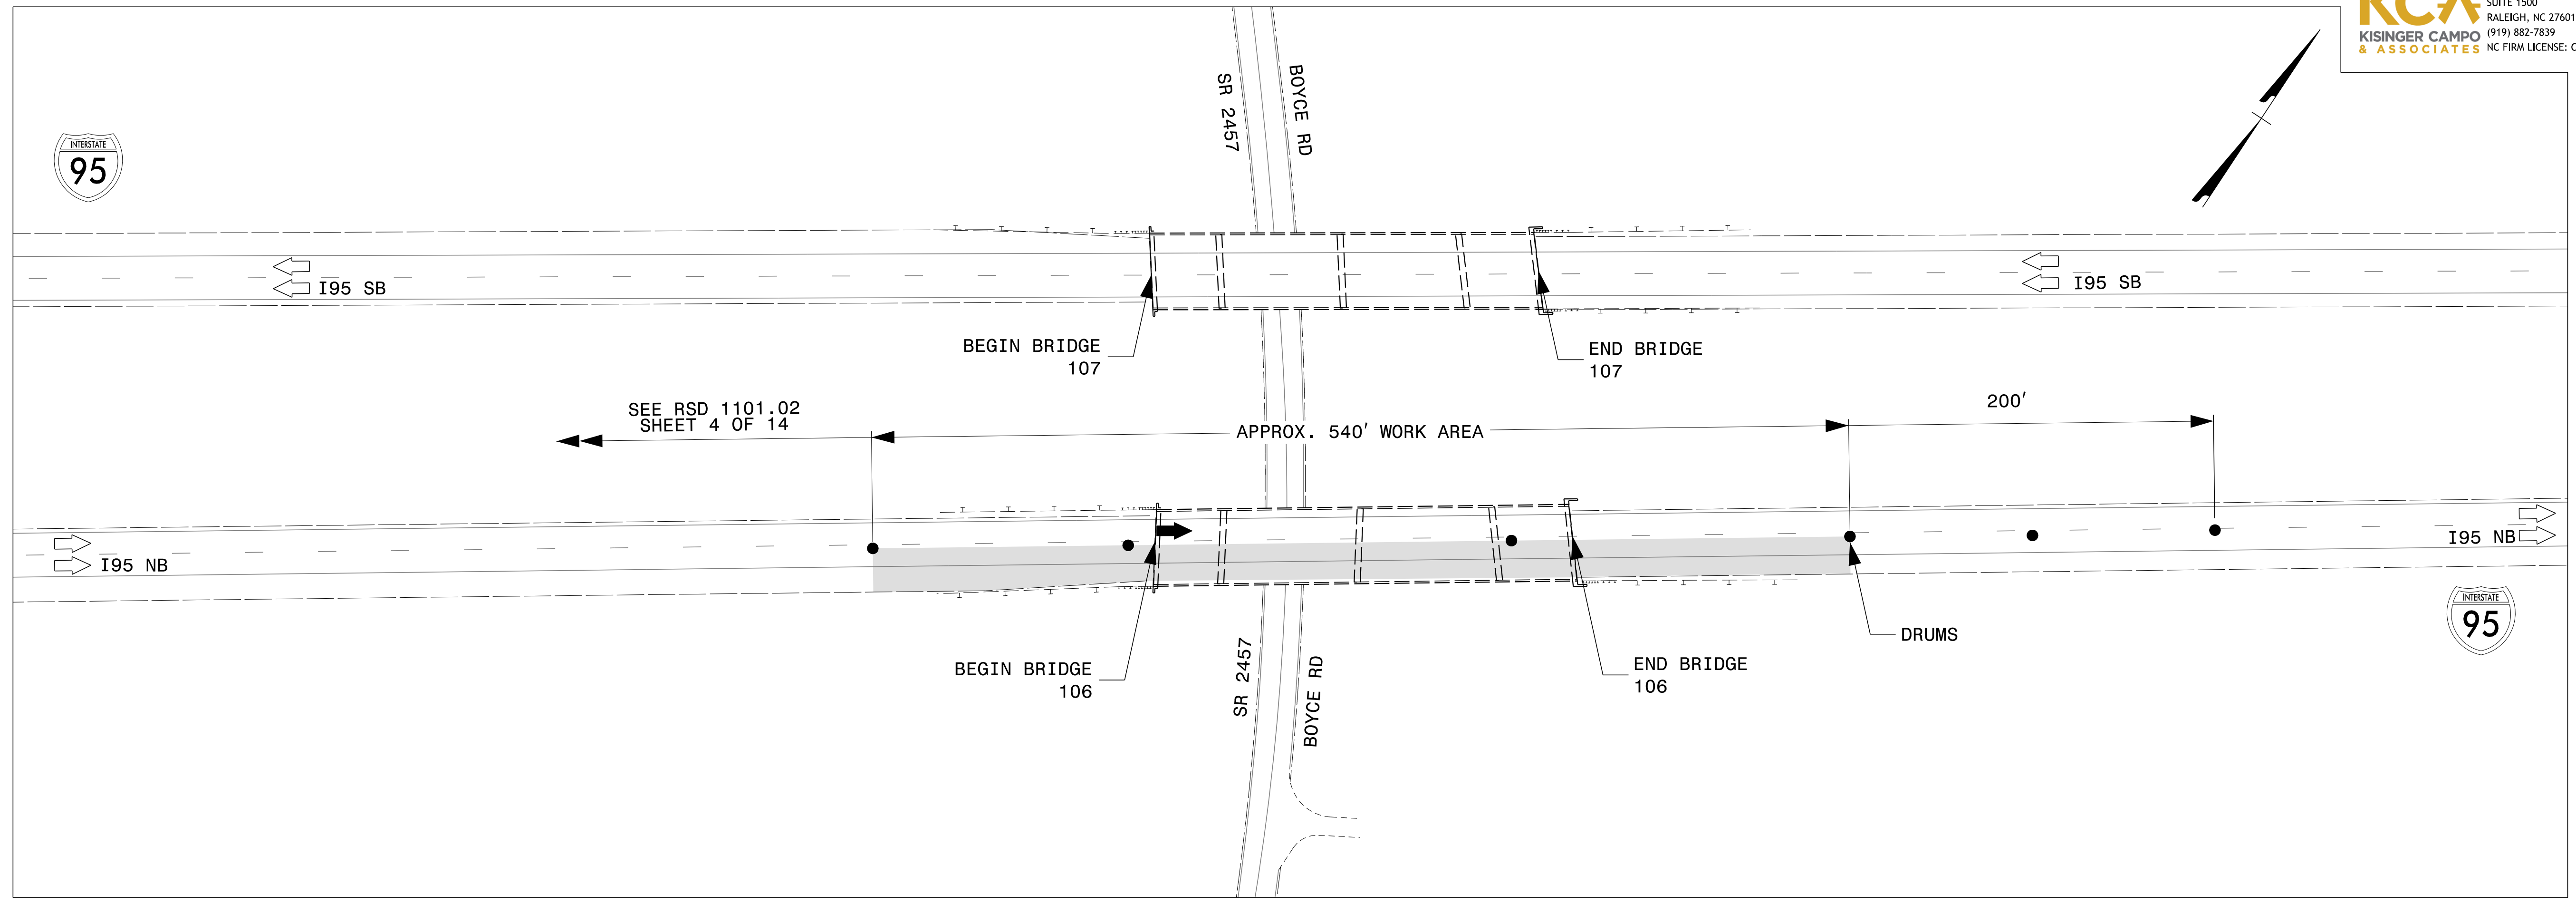 KCA
KISINGER CAMPO
& ASSOCIATES
SUITE 1500
RALEIGH, NC 27601
(919) 882-7839
NC FIRM LICENSE:
SR 2457
BOYCE RD
INTERSTATE
95
I95 SB
I95 SB
BEGIN BRIDGE
107
END BRIDGE
107
SEE RSD 1101.02
SHEET 4 OF 14
APPROX. 540' WORK AREA
200'
I95 NB
I95 NB
INTERSTATE
95
DRUMS
BEGIN BRIDGE
106
END BRIDGE
106
SR 2457
BOYCE RD